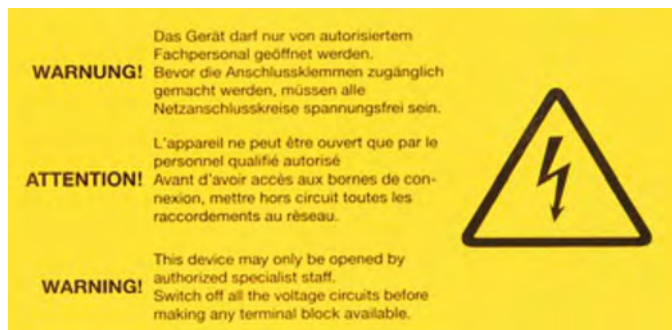 Das Gerät darf nur von autorisiertem
Fachpersonal geöffnet werden.
WARNUNG! Bevor die Anschlussklemmen zugänglich
gemacht werden, müssen alle
Netzanschlusskreise spannungsfrei sein.
L'appareil ne peut être ouvert que par le
personnel qualifié autorisé
ATTENTION! Avant d'avoir accès aux bornes de con-
nexion, mettre hors circuit toutes les
raccordements au rèseau.
This device may only be opened by
authorized specialist staff.
WARNING! Switch off all the voltage circuits before
making any terminal block available.